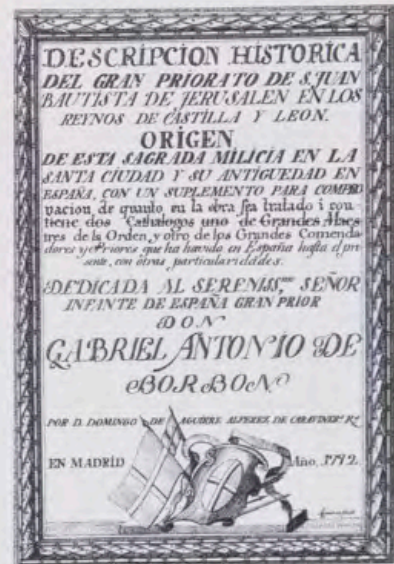 DESCRIPCION HISTORICA
DEL GRAN PRIORATO DE S. JUAN
BAUTISTA DE JERUSALEN EN LOS
REYNOS DE CASTILLA Y LEON.
ORIGEN
DE ESTA SAGRADA MILICIA EN LA
SANTA CIUDAD Y SU ANTIGUEDAD EN
ESPAÑA, CON UN SUPLEMENTO PARA COMPRO
vacion de quanto en la obra sea tratado i con
tiene dos Cathalogos uno de Grandes Maes
tres de la Orden, y otro de los Grandes Comenda
dores y Priores que ha havido en España hasta el pre
sente, con otras particularidades.
DEDICADA AL SERENISS.mo SEÑOR
INFANTE DE ESPAÑA GRAN PRIOR
DON
GABRIEL ANTONIO DE
BORBON
POR D. DOMINGO DE AGUIRRE ALFEREZ DE
EN MADRID Año, 1772.